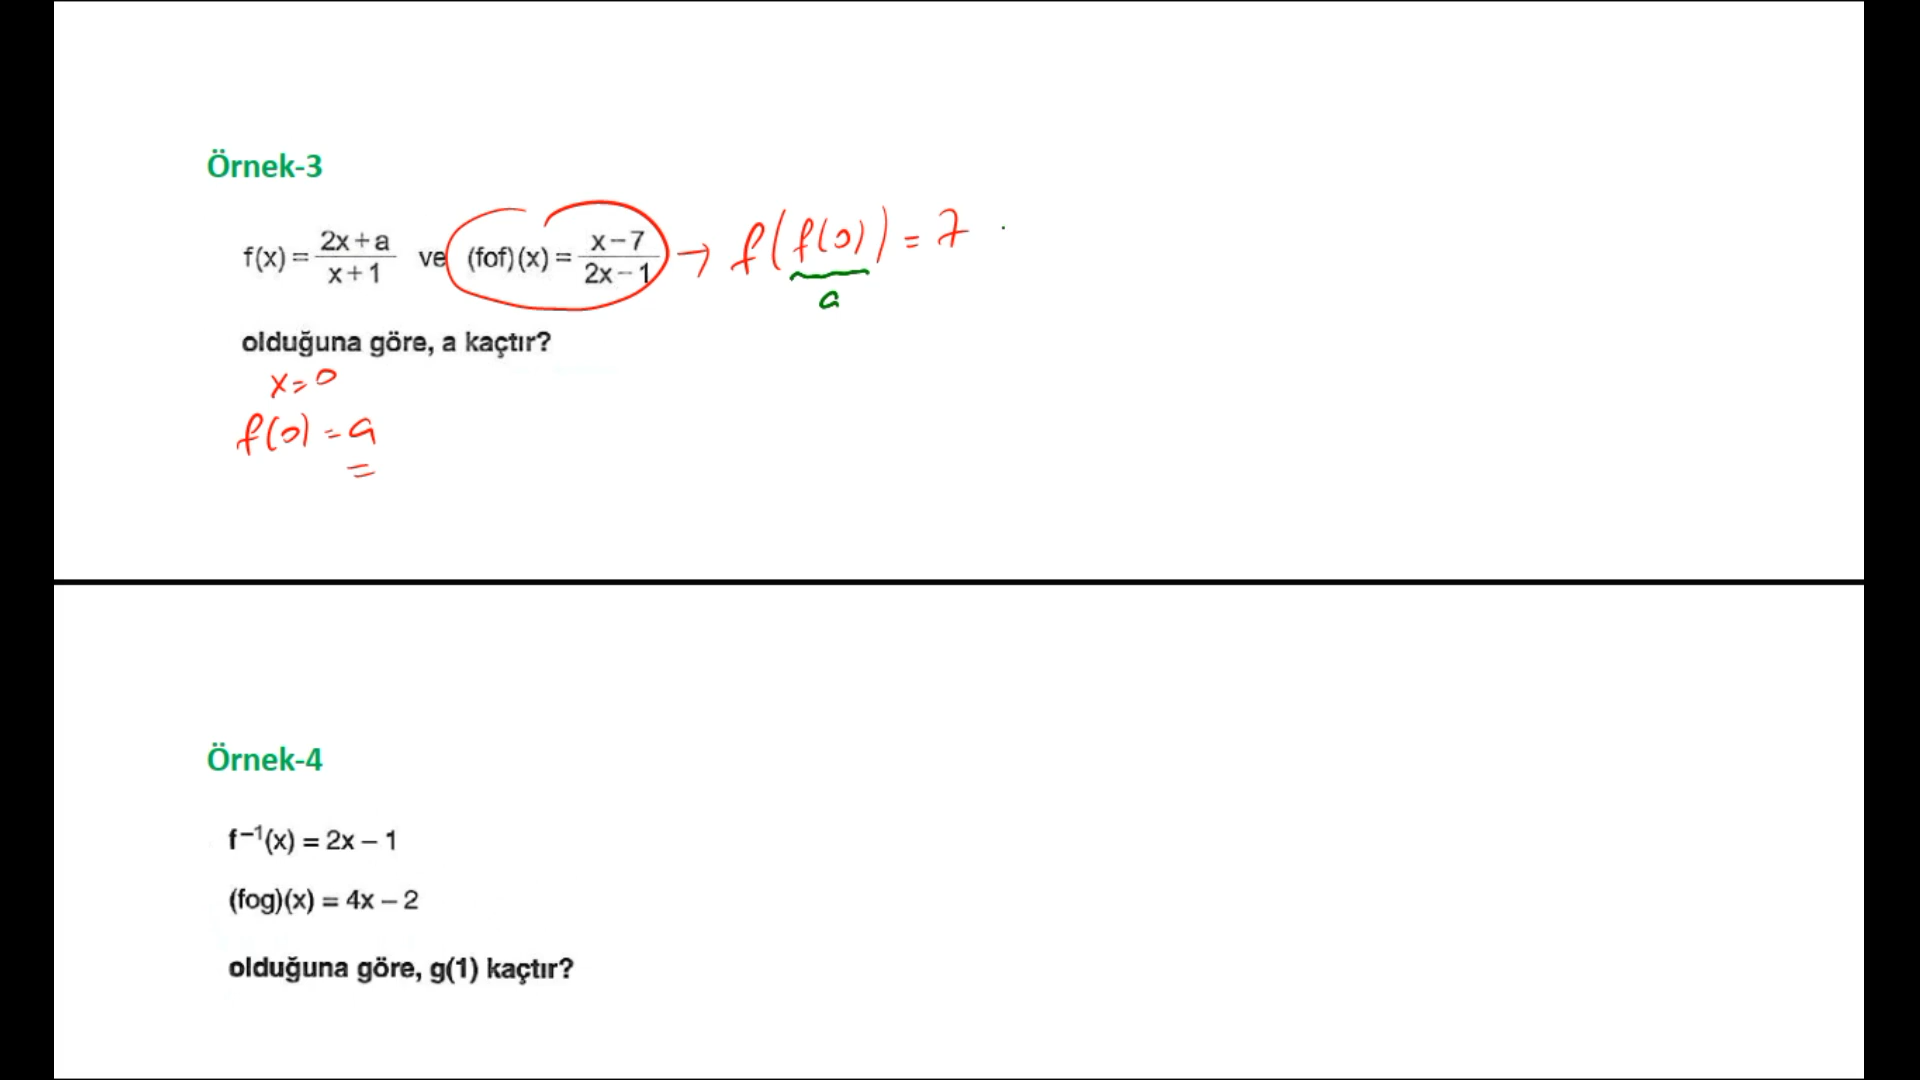 Örnek-3
f(x) = (2x+a)/(x+1) ve (fof)(x) = (x-7)/(2x-1) → f(f(0)) = 7
a
olduğuna göre, a kaçtır?
x=0
f(0) = a
=
Örnek-4
f⁻¹(x) = 2x – 1
(fog)(x) = 4x – 2
olduğuna göre, g(1) kaçtır?